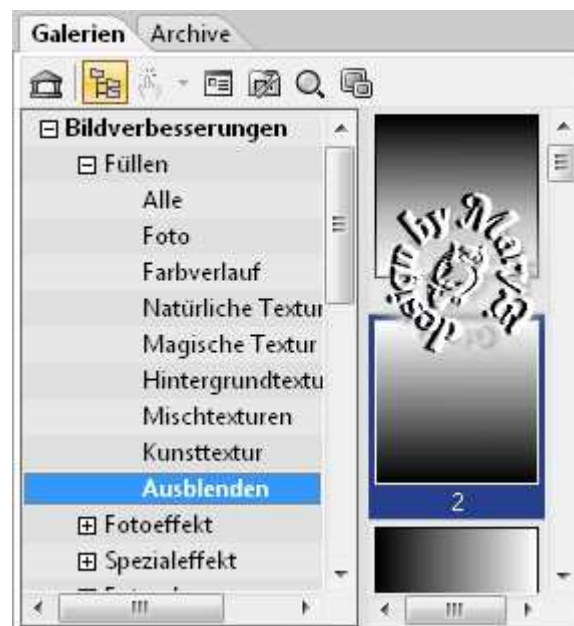 Galerien Archive
Bildverbesserungen
Füllen
Alle
Foto
Farbverlauf
Natürliche Textur
Magische Textur
Hintergrundtextu
Mischtexturen
Kunsttextur
Ausblenden
Fotoeffekt
Spezialeffekt
design by Maryin
2